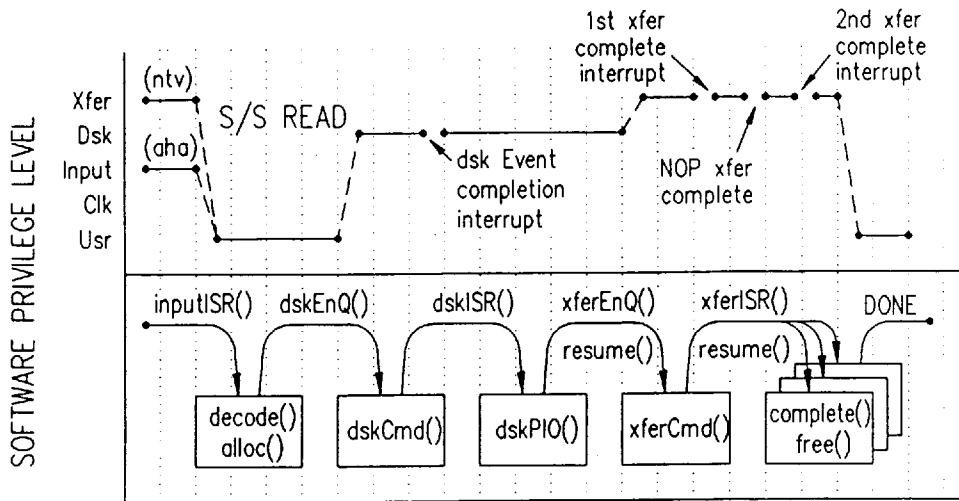 SOFTWARE PRIVILEGE LEVEL
1st xfer
complete
interrupt
2nd xfer
complete
interrupt
(ntv)
Xfer
S/S READ
Dsk
(aha)
Input
dsk Event
completion
interrupt
NOP xfer
complete
Clk
Usr
inputISR()
dskEnQ()
dskISR()
xferEnQ()
xferISR()
DONE
resume()
resume()
decode()
alloc()
dskCmd()
dskPIO()
xferCmd()
complete()
free()